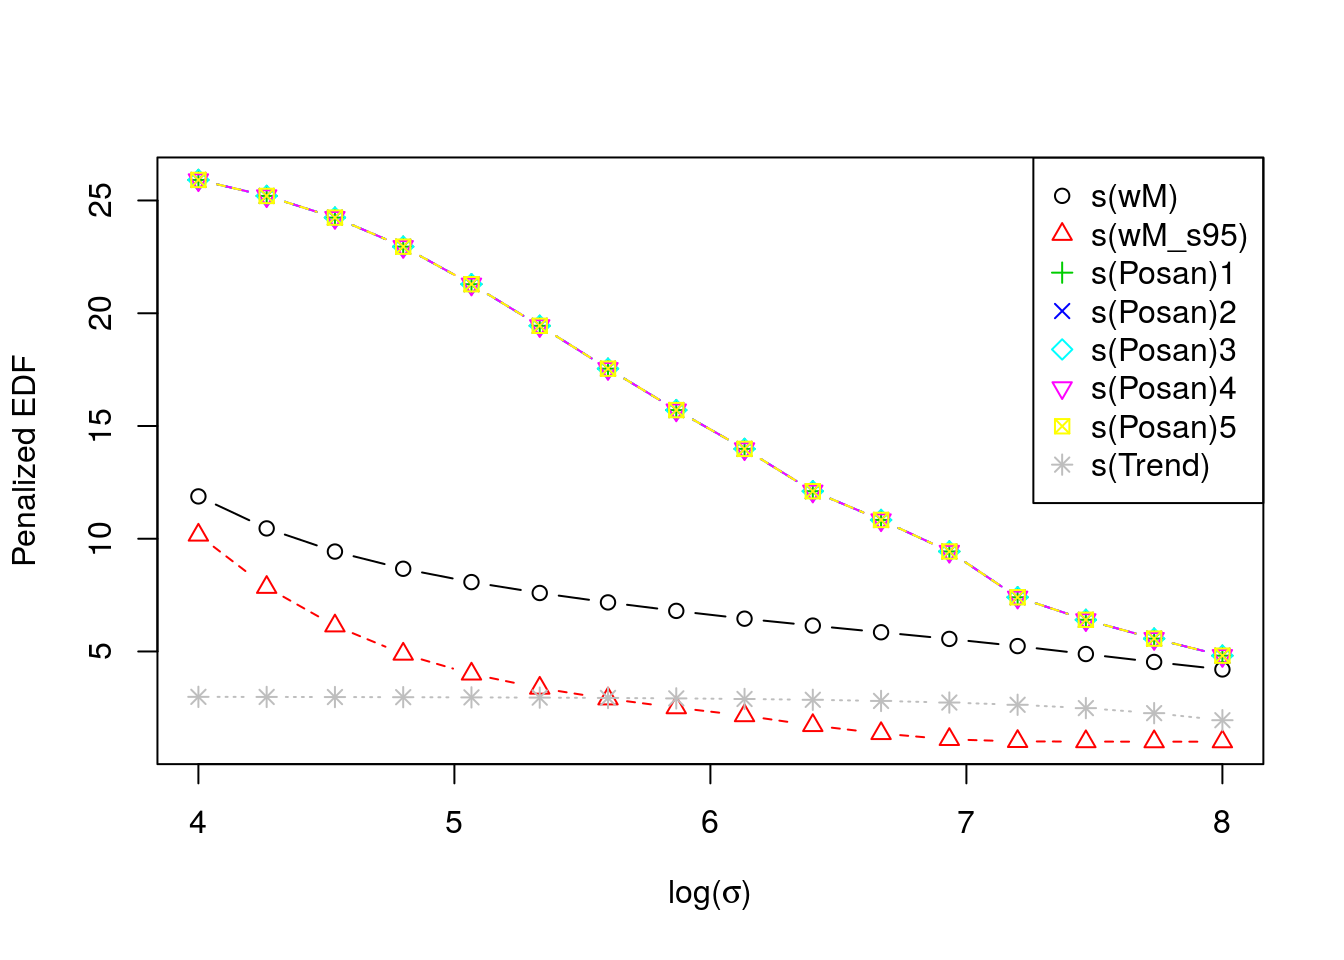 s(wM)
s(wM_s95)
s(Posan)1
s(Posan)2
s(Posan)3
s(Posan)4
s(Posan)5
s(Trend)
Penalized EDF
25
20
15
10
5
4 5 6 7 8
log(σ)